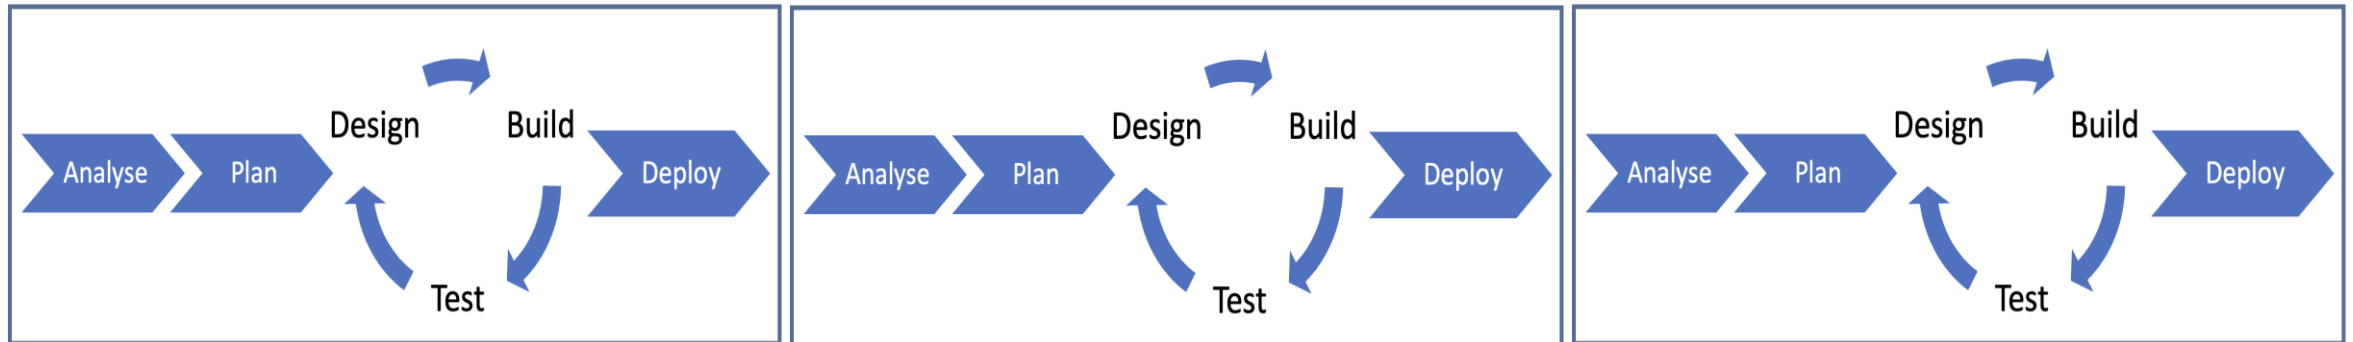 Analyse
Plan
Design
Build
Test
Deploy
Analyse
Plan
Design
Build
Test
Deploy
Analyse
Plan
Design
Build
Test
Deploy